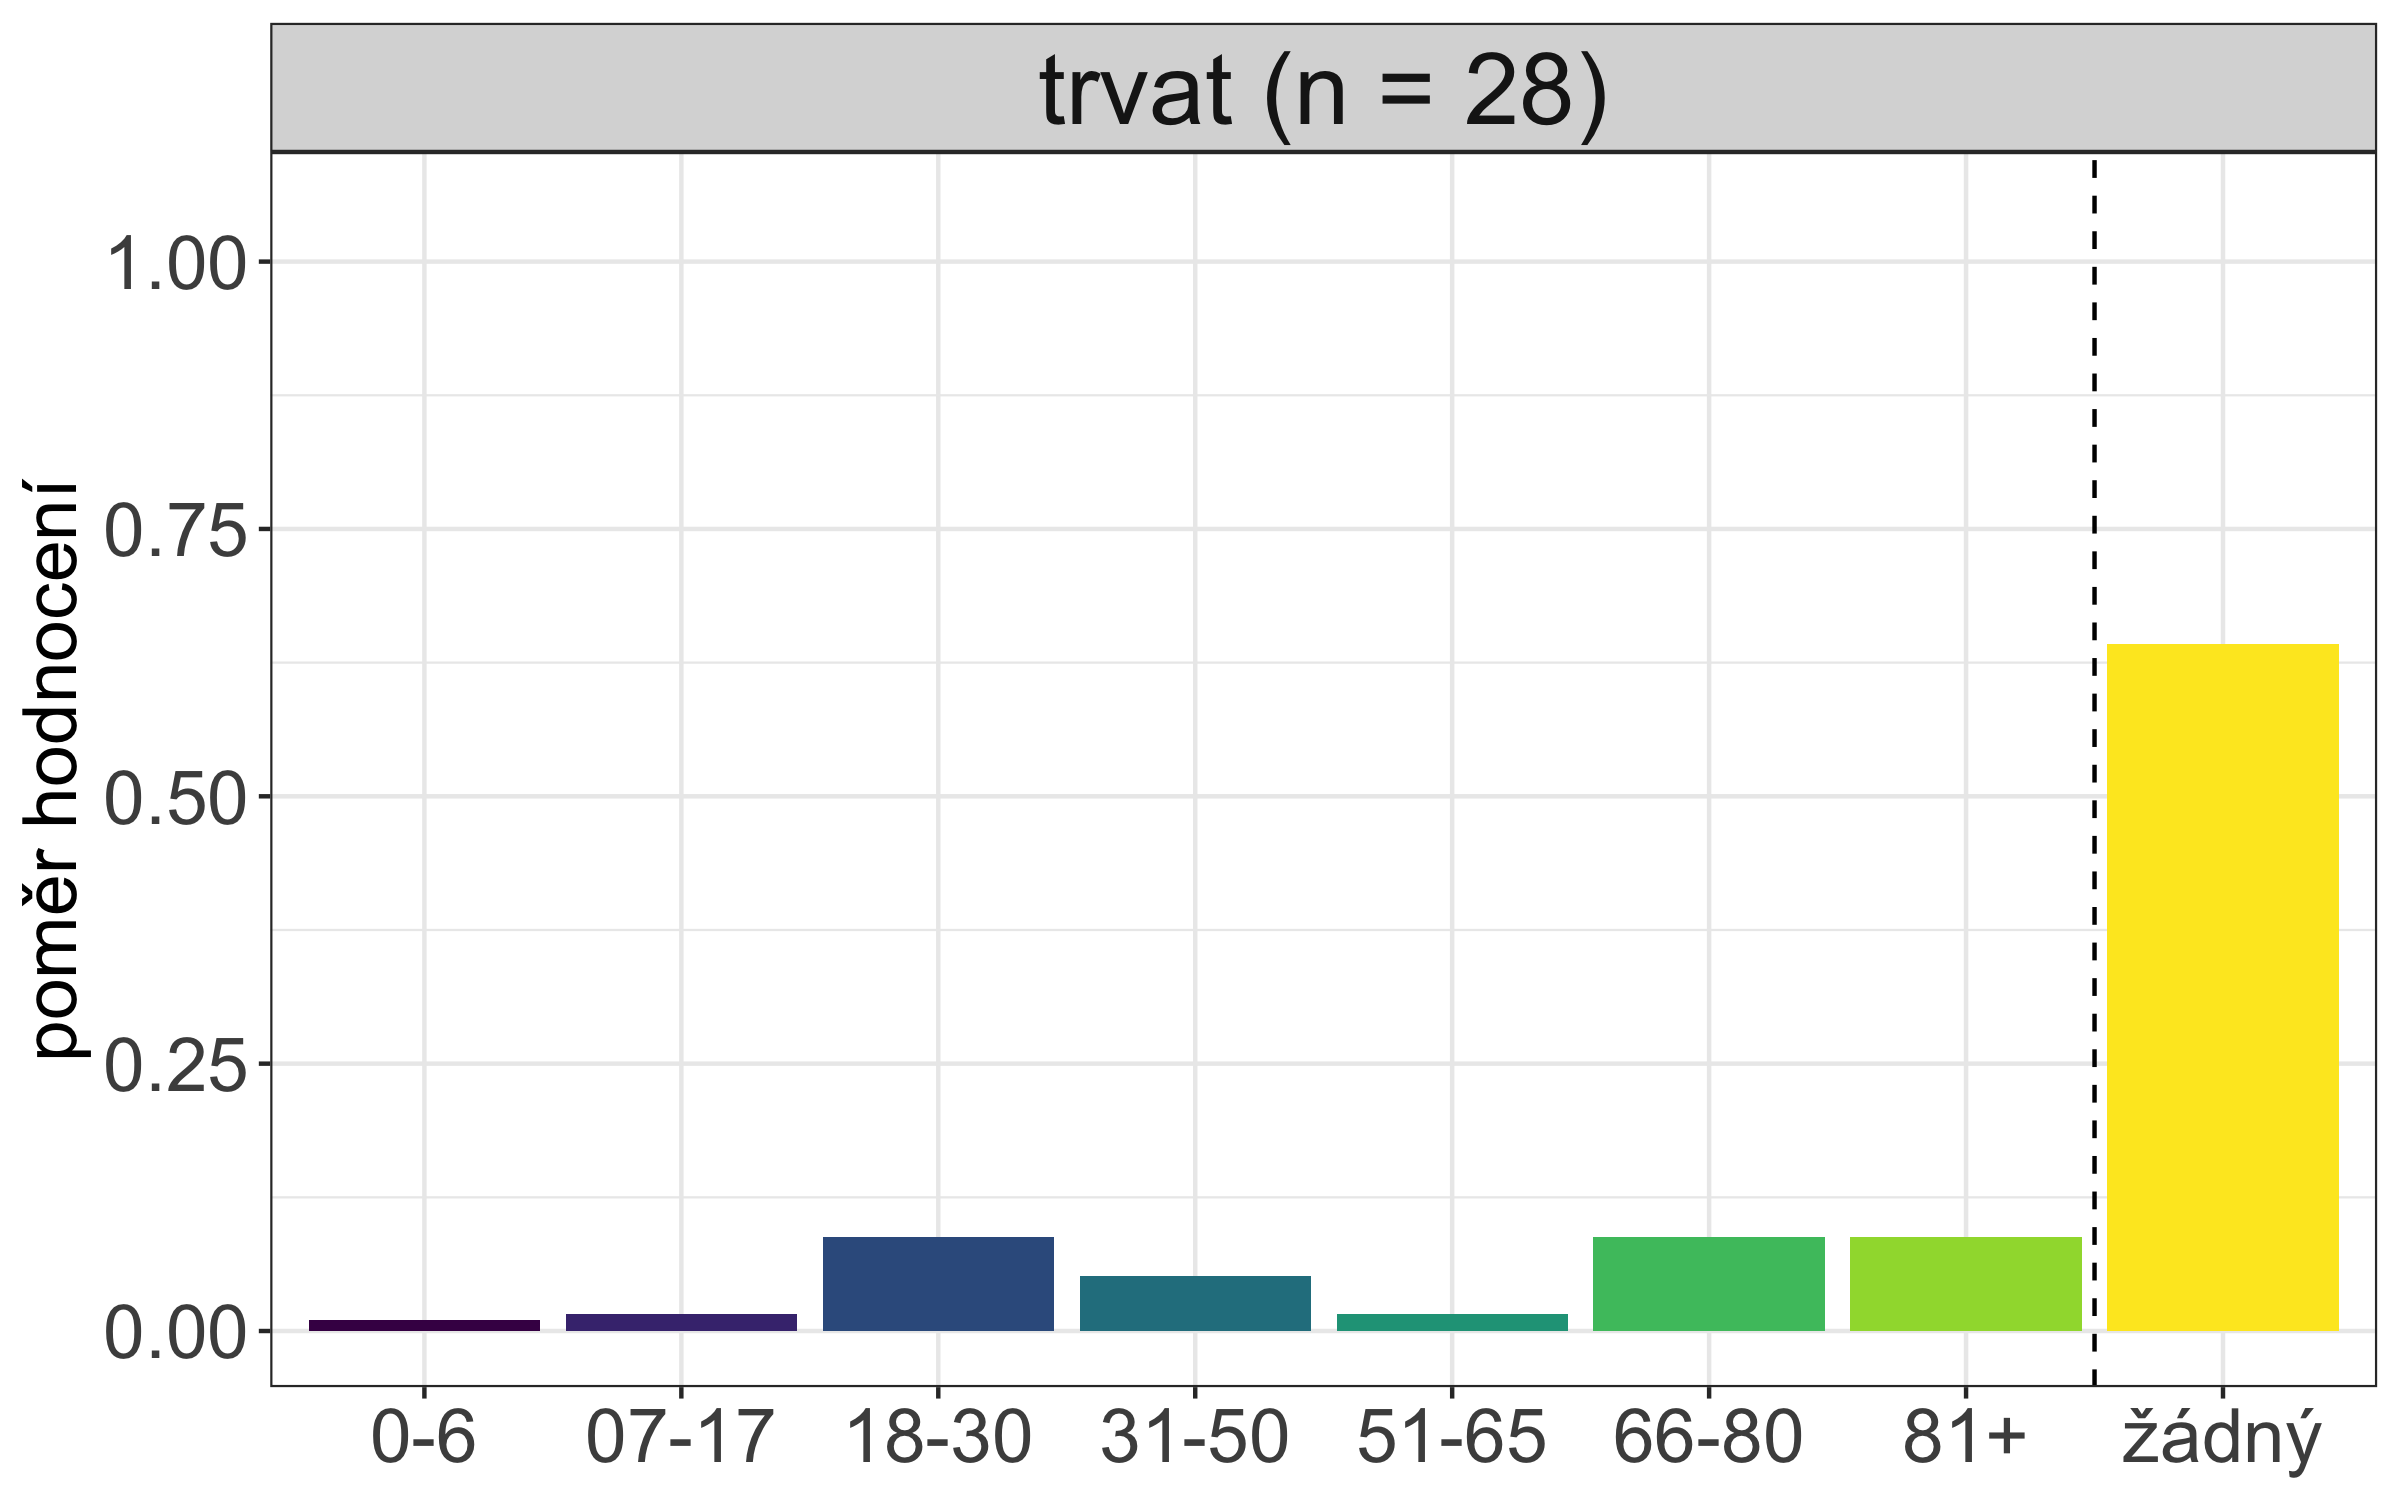 trvat (n = 28)
poměr hodnocení
1.00
0.75
0.50
0.25
0.00
0-6 07-17 18-30 31-50 51-65 66-80 81+ žádný